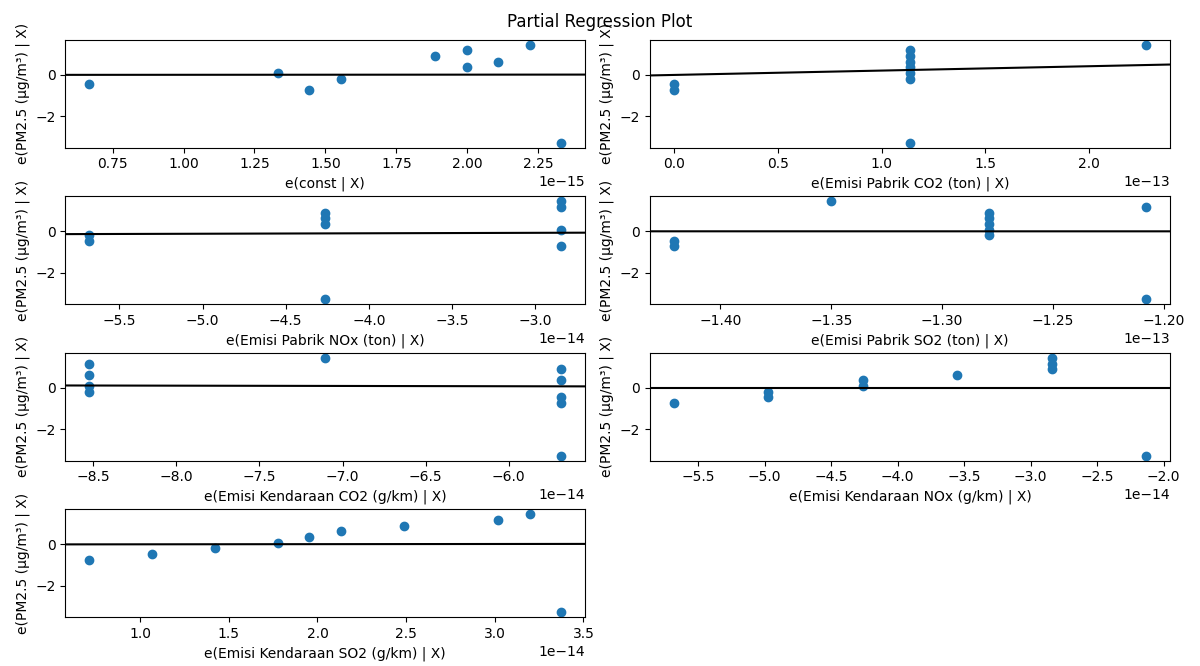 Partial Regression Plot
e(PM2.5 (µg/m³) | X)
0
−2
0.75
1.00
1.25
1.50
1.75
2.00
2.25
1e−15
e(const | X)
e(PM2.5 (µg/m³) | X)
0
−2
0.0
0.5
1.0
1.5
2.0
1e−13
e(Emisi Pabrik CO2 (ton) | X)
e(PM2.5 (µg/m³) | X)
0
−2
−5.5
−5.0
−4.5
−4.0
−3.5
−3.0
1e−14
e(Emisi Pabrik NOx (ton) | X)
e(PM2.5 (µg/m³) | X)
0
−2
−1.40
−1.35
−1.30
−1.25
−1.20
1e−13
e(Emisi Pabrik SO2 (ton) | X)
e(PM2.5 (µg/m³) | X)
0
−2
−8.5
−8.0
−7.5
−7.0
−6.5
−6.0
1e−14
e(Emisi Kendaraan CO2 (g/km) | X)
e(PM2.5 (µg/m³) | X)
0
−2
−5.5
−5.0
−4.5
−4.0
−3.5
−3.0
−2.5
−2.0
1e−14
e(Emisi Kendaraan NOx (g/km) | X)
e(PM2.5 (µg/m³) | X)
0
−2
1.0
1.5
2.0
2.5
3.0
3.5
1e−14
e(Emisi Kendaraan SO2 (g/km) | X)